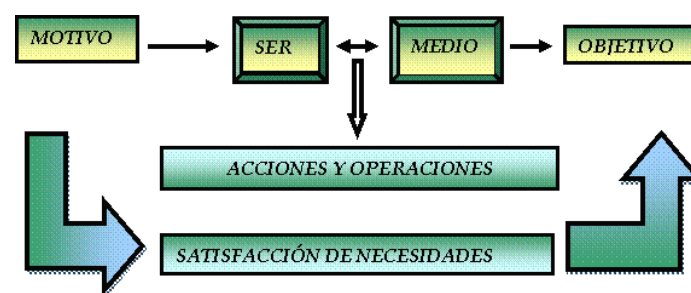 MOTIVO
SER
MEDIO
OBJETIVO
ACCIONES Y OPERACIONES
SATISFACCIÓN DE NECESIDADES